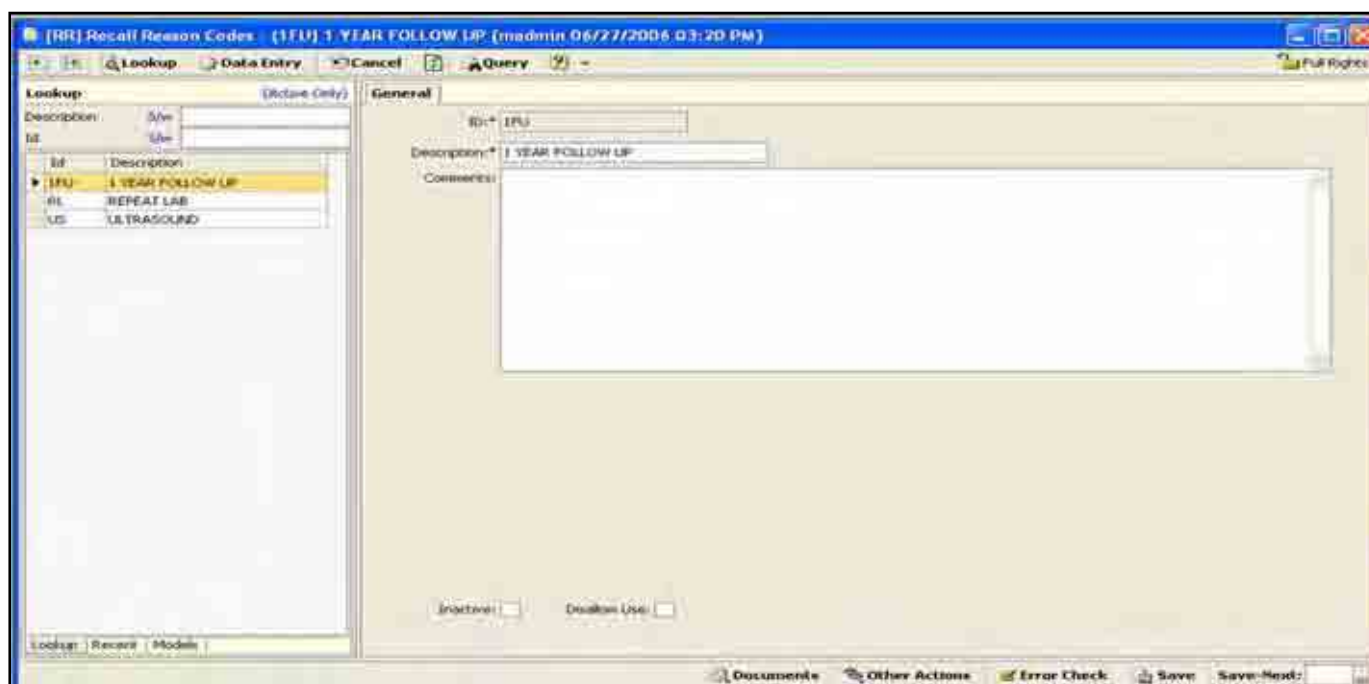 [RR] Recall Reason Codes (1FU) 1 YEAR FOLLOW UP (madmin 06/27/2006 03:20 PM)
Lookup Data Entry Cancel Query Full Rights
Lookup (Active Only) General
Description
Id
ID:* 1FU
Description:* 1 YEAR FOLLOW UP
Comments:
Id Description
1FU 1 YEAR FOLLOW UP
RL REPEAT LAB
US ULTRASOUND
Inactive: Disallow Use:
Lookup Recent Models
Documents Other Actions Error Check Save Save-Next: